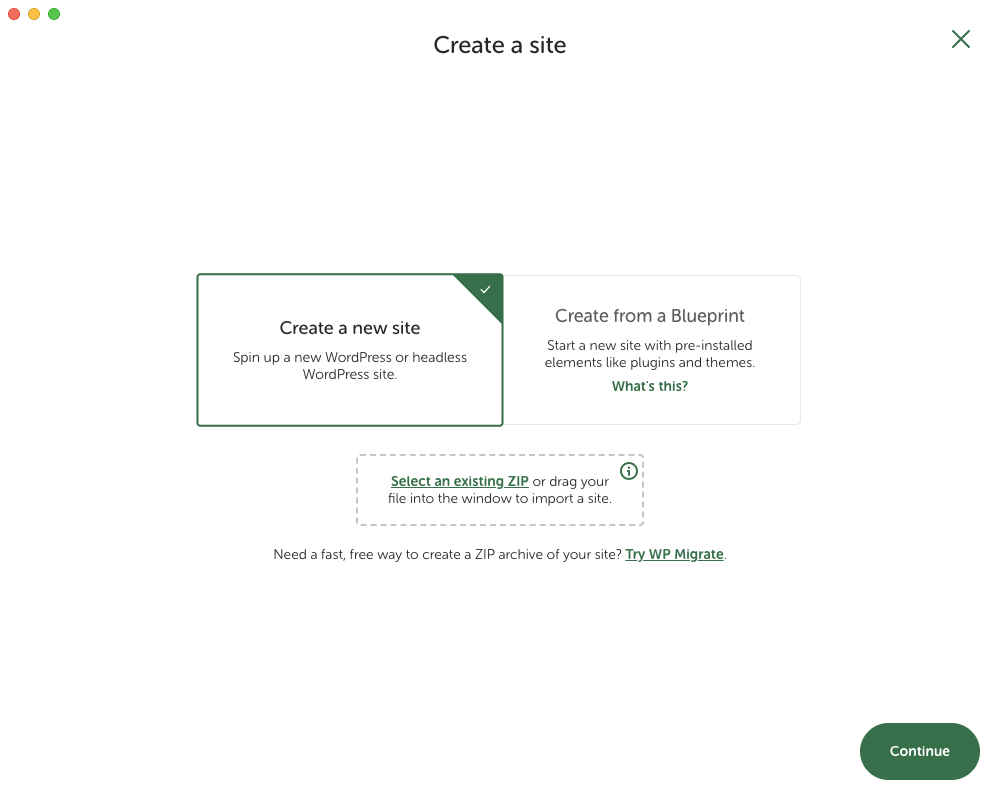 Create a site
Create a new site
Spin up a new WordPress or headless
WordPress site.
Create from a Blueprint
Start a new site with pre-installed
elements like plugins and themes.
What's this?
Select an existing ZIP or drag your
file into the window to import a site.
Need a fast, free way to create a ZIP archive of your site? Try WP Migrate.
Continue